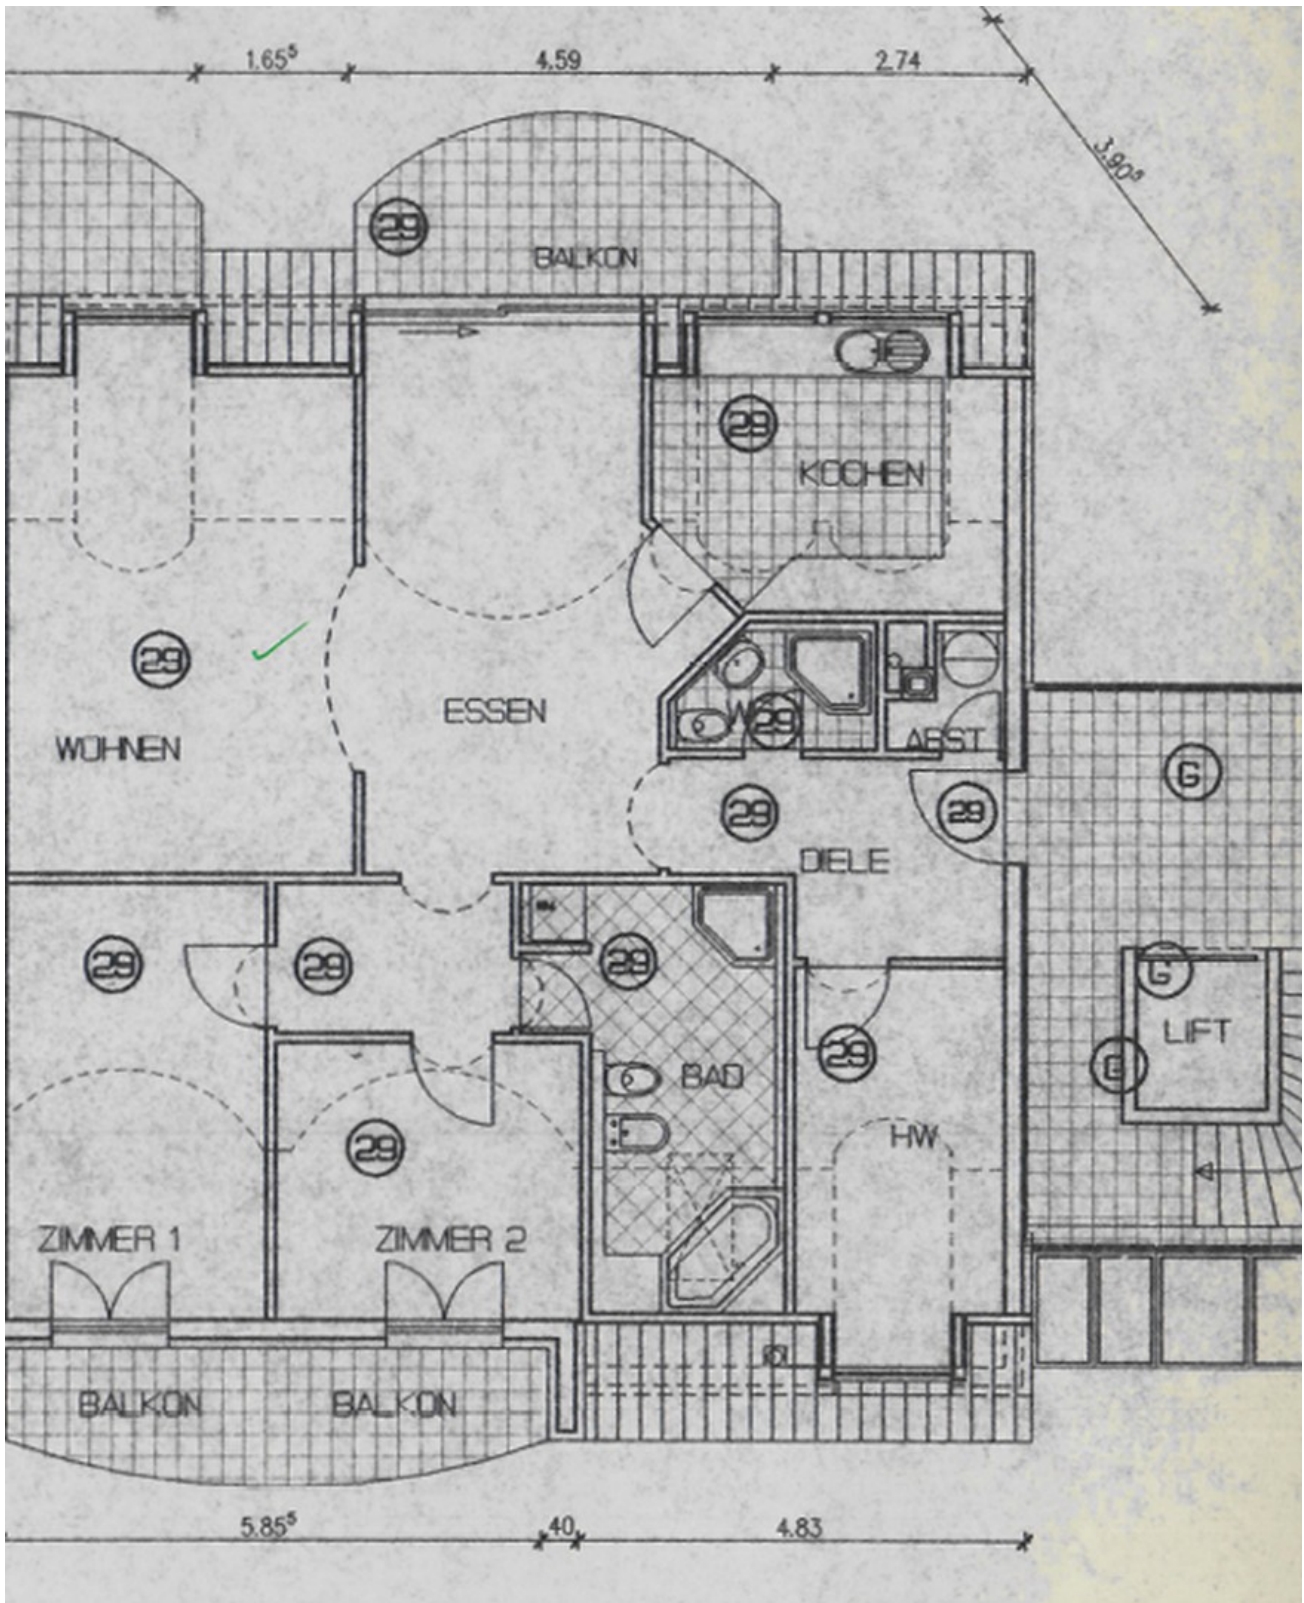 1.65⁵ 4.59 2.74
3.90⁵
29
BALKON
29
KOCHEN
29
WOHNEN
ESSEN
WC
29
ABST
G
29
29
DIELE
29
29
29
G
LIFT
G
BAD
29
HW
29
ZIMMER 1
ZIMMER 2
BALKON
BALKON
5.85⁵ 40 4.83